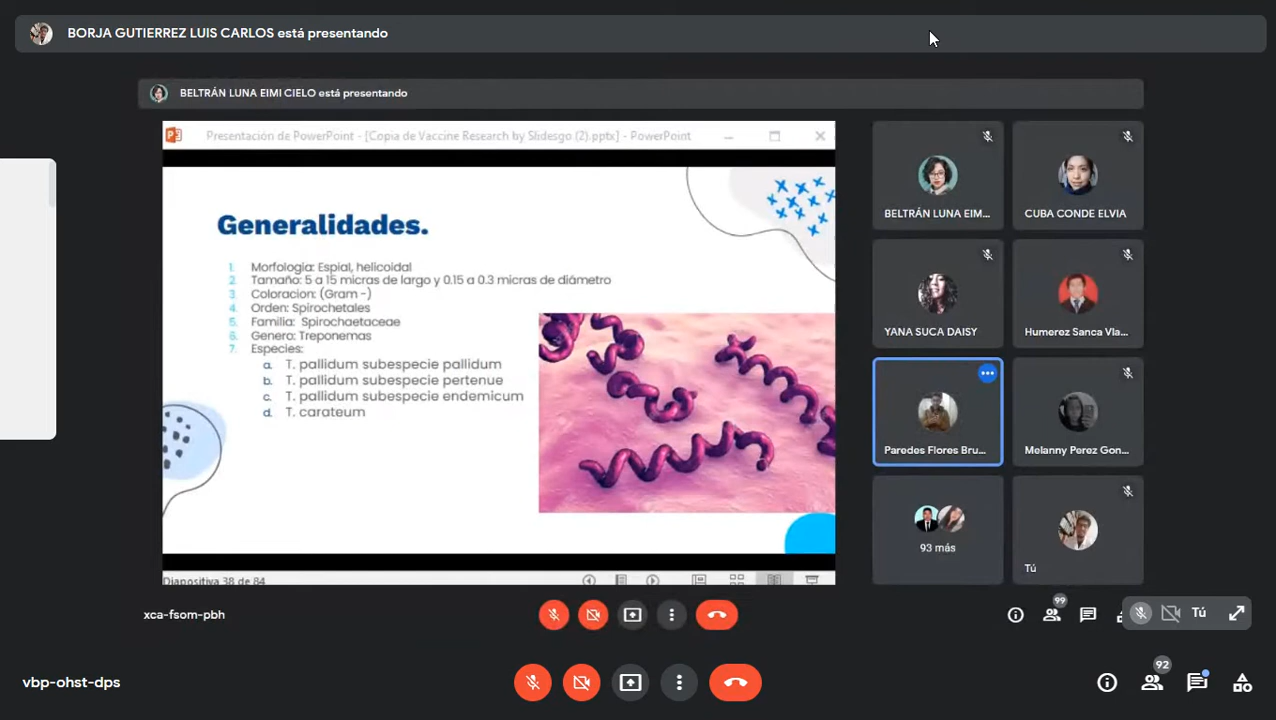 BORJA GUTIERREZ LUIS CARLOS está presentando
BELTRÁN LUNA EIMI CIELO está presentando
Presentación de PowerPoint - [Copia de Vaccine Research by Slidesgo (2).pptx] - PowerPoint
Generalidades.
1. Morfologia: Espial, helicoidal
2. Tamaño: 5 a 15 micras de largo y 0.15 a 0.3 micras de diámetro
3. Coloracion: (Gram -)
4. Orden: Spirochetales
5. Familia: Spirochaetaceae
6. Genero: Treponemas
7. Especies:
a. T. pallidum subespecie pallidum
b. T. pallidum subespecie pertenue
c. T. pallidum subespecie endemicum
d. T. carateum
Diapositiva 38 de 84
BELTRÁN LUNA EIM...
CUBA CONDE ELVIA
YANA SUCA DAISY
Humerez Sanca Vla...
Paredes Flores Bru...
Melanny Perez Gon...
93 más
Tú
xca-fsom-pbh
99
Tú
vbp-ohst-dps
92